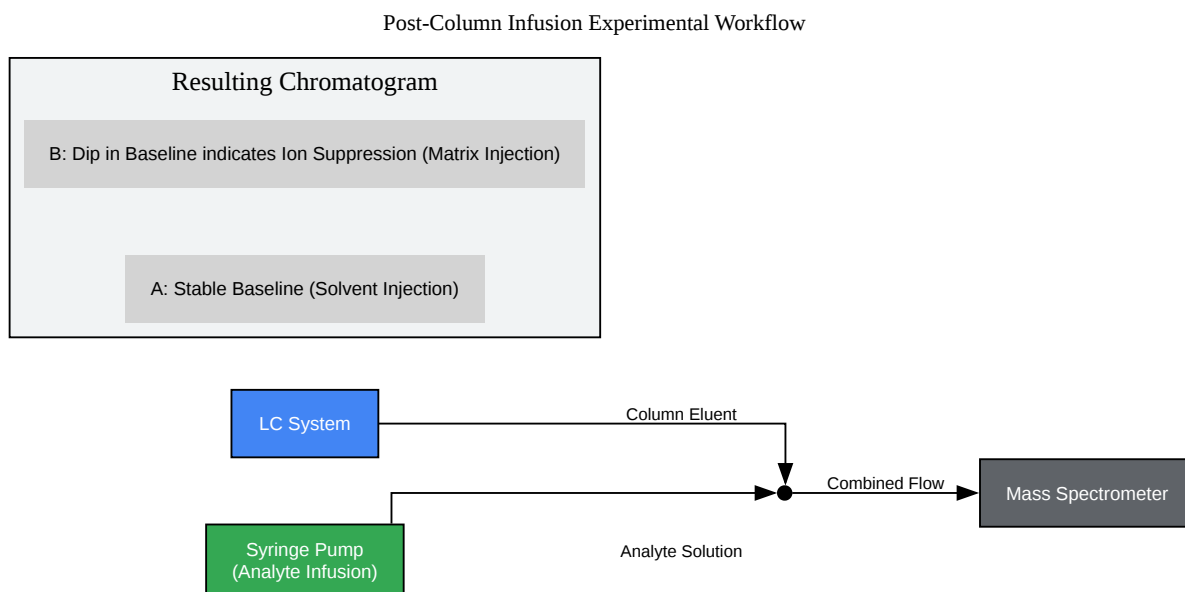 Post-Column Infusion Experimental Workflow
Resulting Chromatogram
B: Dip in Baseline indicates Ion Suppression (Matrix Injection)
A: Stable Baseline (Solvent Injection)
LC System
Column Eluent
Combined Flow
Mass Spectrometer
Syringe Pump
(Analyte Infusion)
Analyte Solution